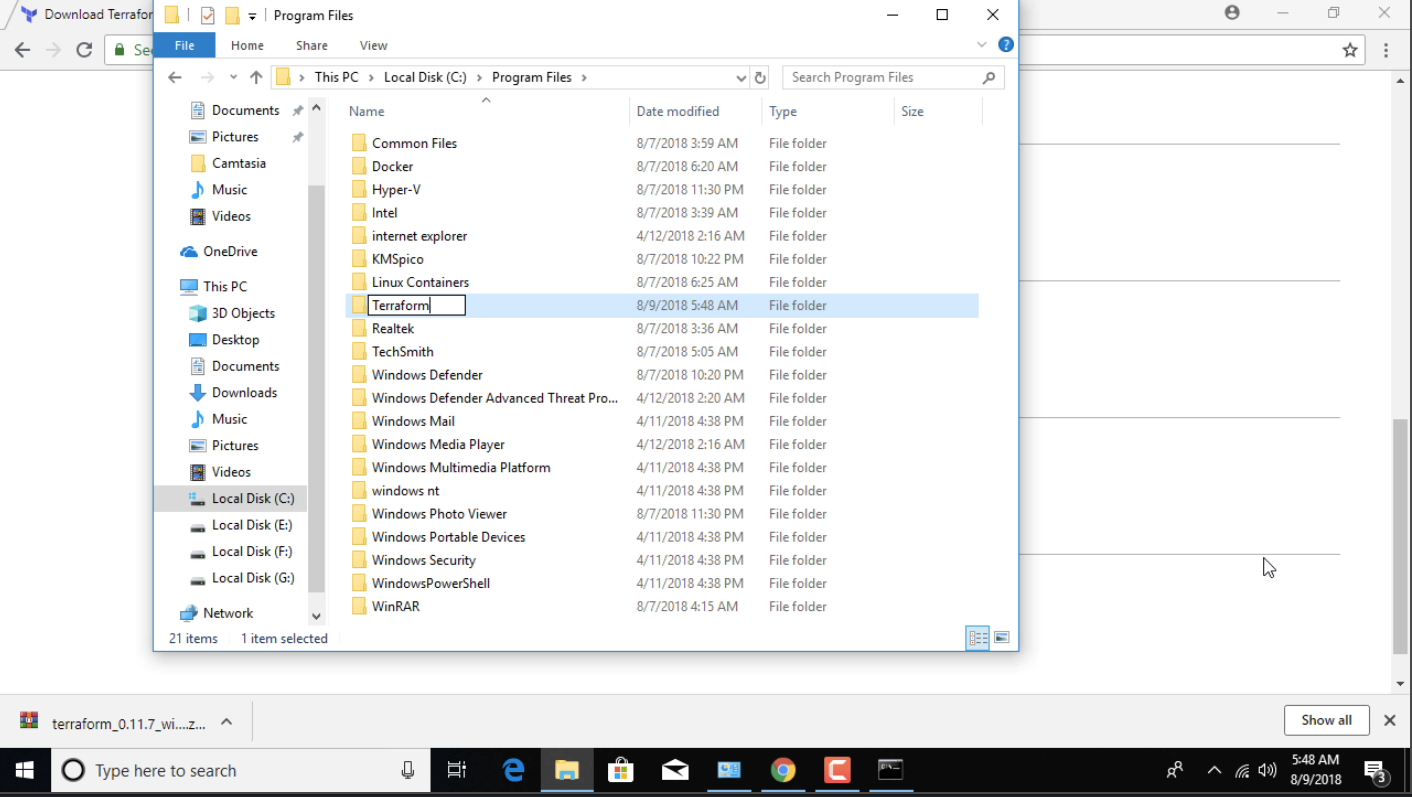 Download Terrafor
Program Files
File Home Share View
This PC Local Disk (C:) Program Files
Search Program Files
Name Date modified Type Size
Documents
Pictures
Camtasia
Music
Videos
OneDrive
This PC
3D Objects
Desktop
Documents
Downloads
Music
Pictures
Videos
Local Disk (C:)
Local Disk (E:)
Local Disk (F:)
Local Disk (G:)
Network
Common Files 8/7/2018 3:59 AM File folder
Docker 8/7/2018 6:20 AM File folder
Hyper-V 8/7/2018 11:30 PM File folder
Intel 8/7/2018 3:39 AM File folder
internet explorer 4/12/2018 2:16 AM File folder
KMSpico 8/7/2018 10:22 PM File folder
Linux Containers 8/7/2018 6:25 AM File folder
Terraform 8/9/2018 5:48 AM File folder
Realtek 8/7/2018 3:36 AM File folder
TechSmith 8/7/2018 5:05 AM File folder
Windows Defender 8/7/2018 10:20 PM File folder
Windows Defender Advanced Threat Pro... 4/12/2018 2:20 AM File folder
Windows Mail 4/11/2018 4:38 PM File folder
Windows Media Player 4/12/2018 2:16 AM File folder
Windows Multimedia Platform 4/11/2018 4:38 PM File folder
windows nt 4/11/2018 4:38 PM File folder
Windows Photo Viewer 8/7/2018 11:30 PM File folder
Windows Portable Devices 4/11/2018 4:38 PM File folder
Windows Security 4/11/2018 4:38 PM File folder
WindowsPowerShell 4/11/2018 4:38 PM File folder
WinRAR 8/7/2018 4:15 AM File folder
21 items 1 item selected
terraform_0.11.7_wi....z...
Show all
Type here to search
5:48 AM
8/9/2018
3